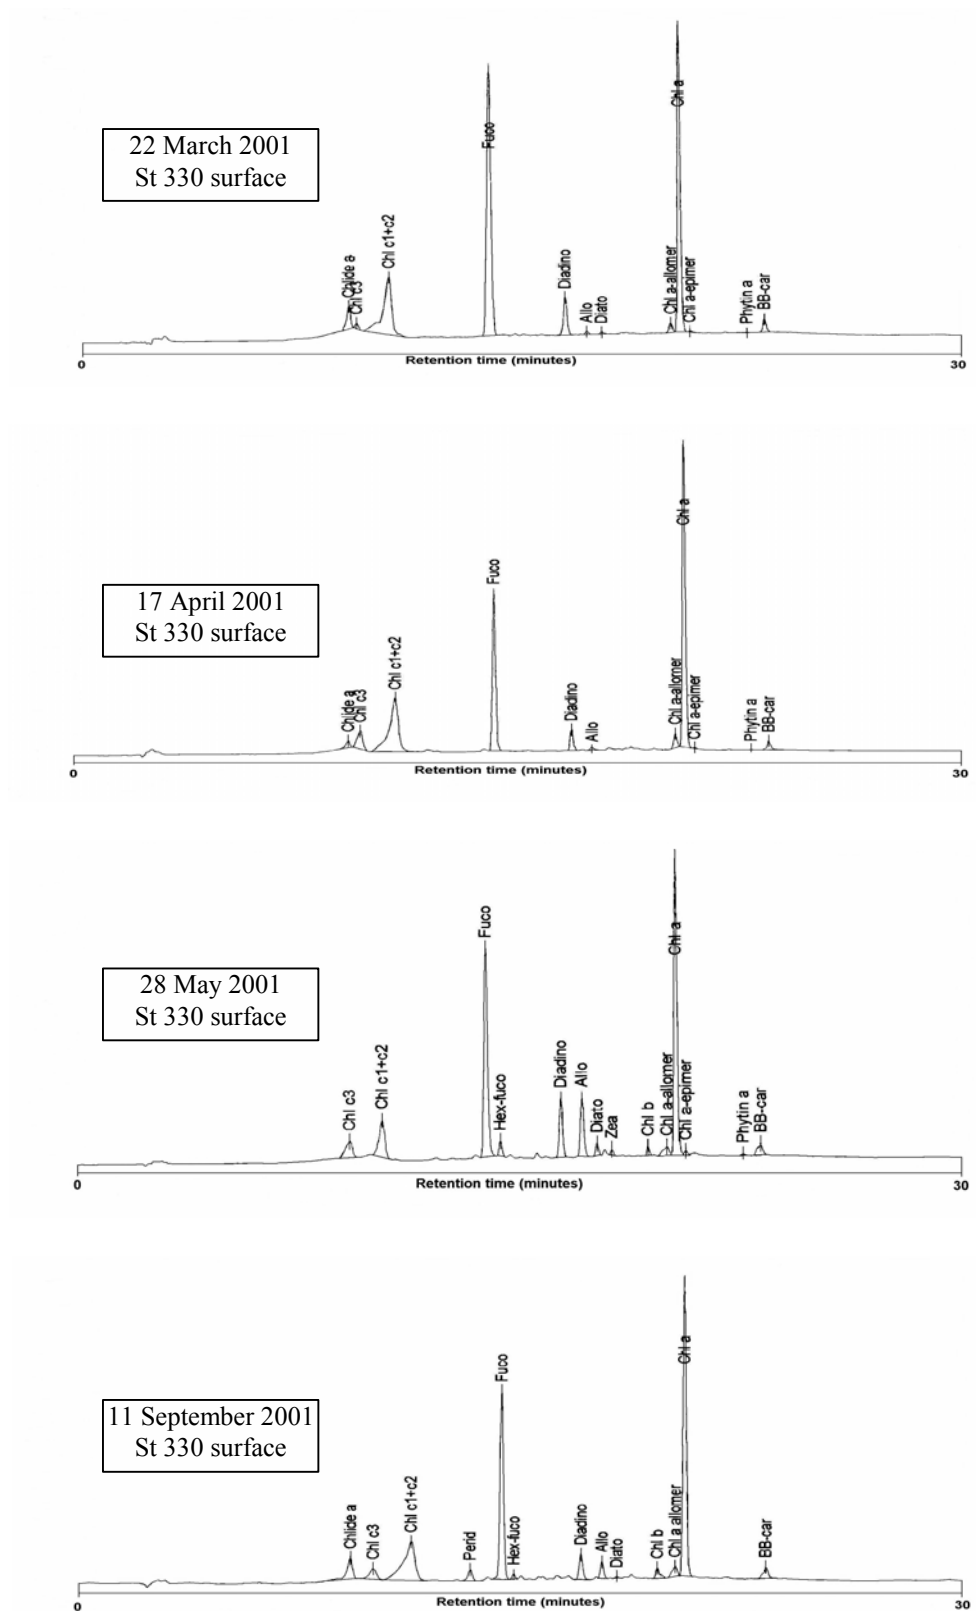 22 March 2001
St 330 surface
Chlide a
Chl c3
Chl c1+c2
Fuco
Diadino
Allo
Diato
Chl a-allomer
Chl a
Chl a-epimer
Phytin a
BB-car
0
Retention time (minutes)
30
17 April 2001
St 330 surface
Chlide a
Chl c3
Chl c1+c2
Fuco
Diadino
Allo
Chl a-allomer
Chl a
Chl a-epimer
Phytin a
BB-car
0
Retention time (minutes)
30
28 May 2001
St 330 surface
Chl c3
Chl c1+c2
Fuco
Hex-fuco
Diadino
Allo
Diato
Zea
Chl b
Chl a-allomer
Chl a
Chl a-epimer
Phytin a
BB-car
0
Retention time (minutes)
30
11 September 2001
St 330 surface
Chlide a
Chl c3
Chl c1+c2
Perid
Fuco
Hex-fuco
Diadino
Allo
Diato
Chl b
Chl a allomer
Chl a
BB-car
0
Retention time (minutes)
30